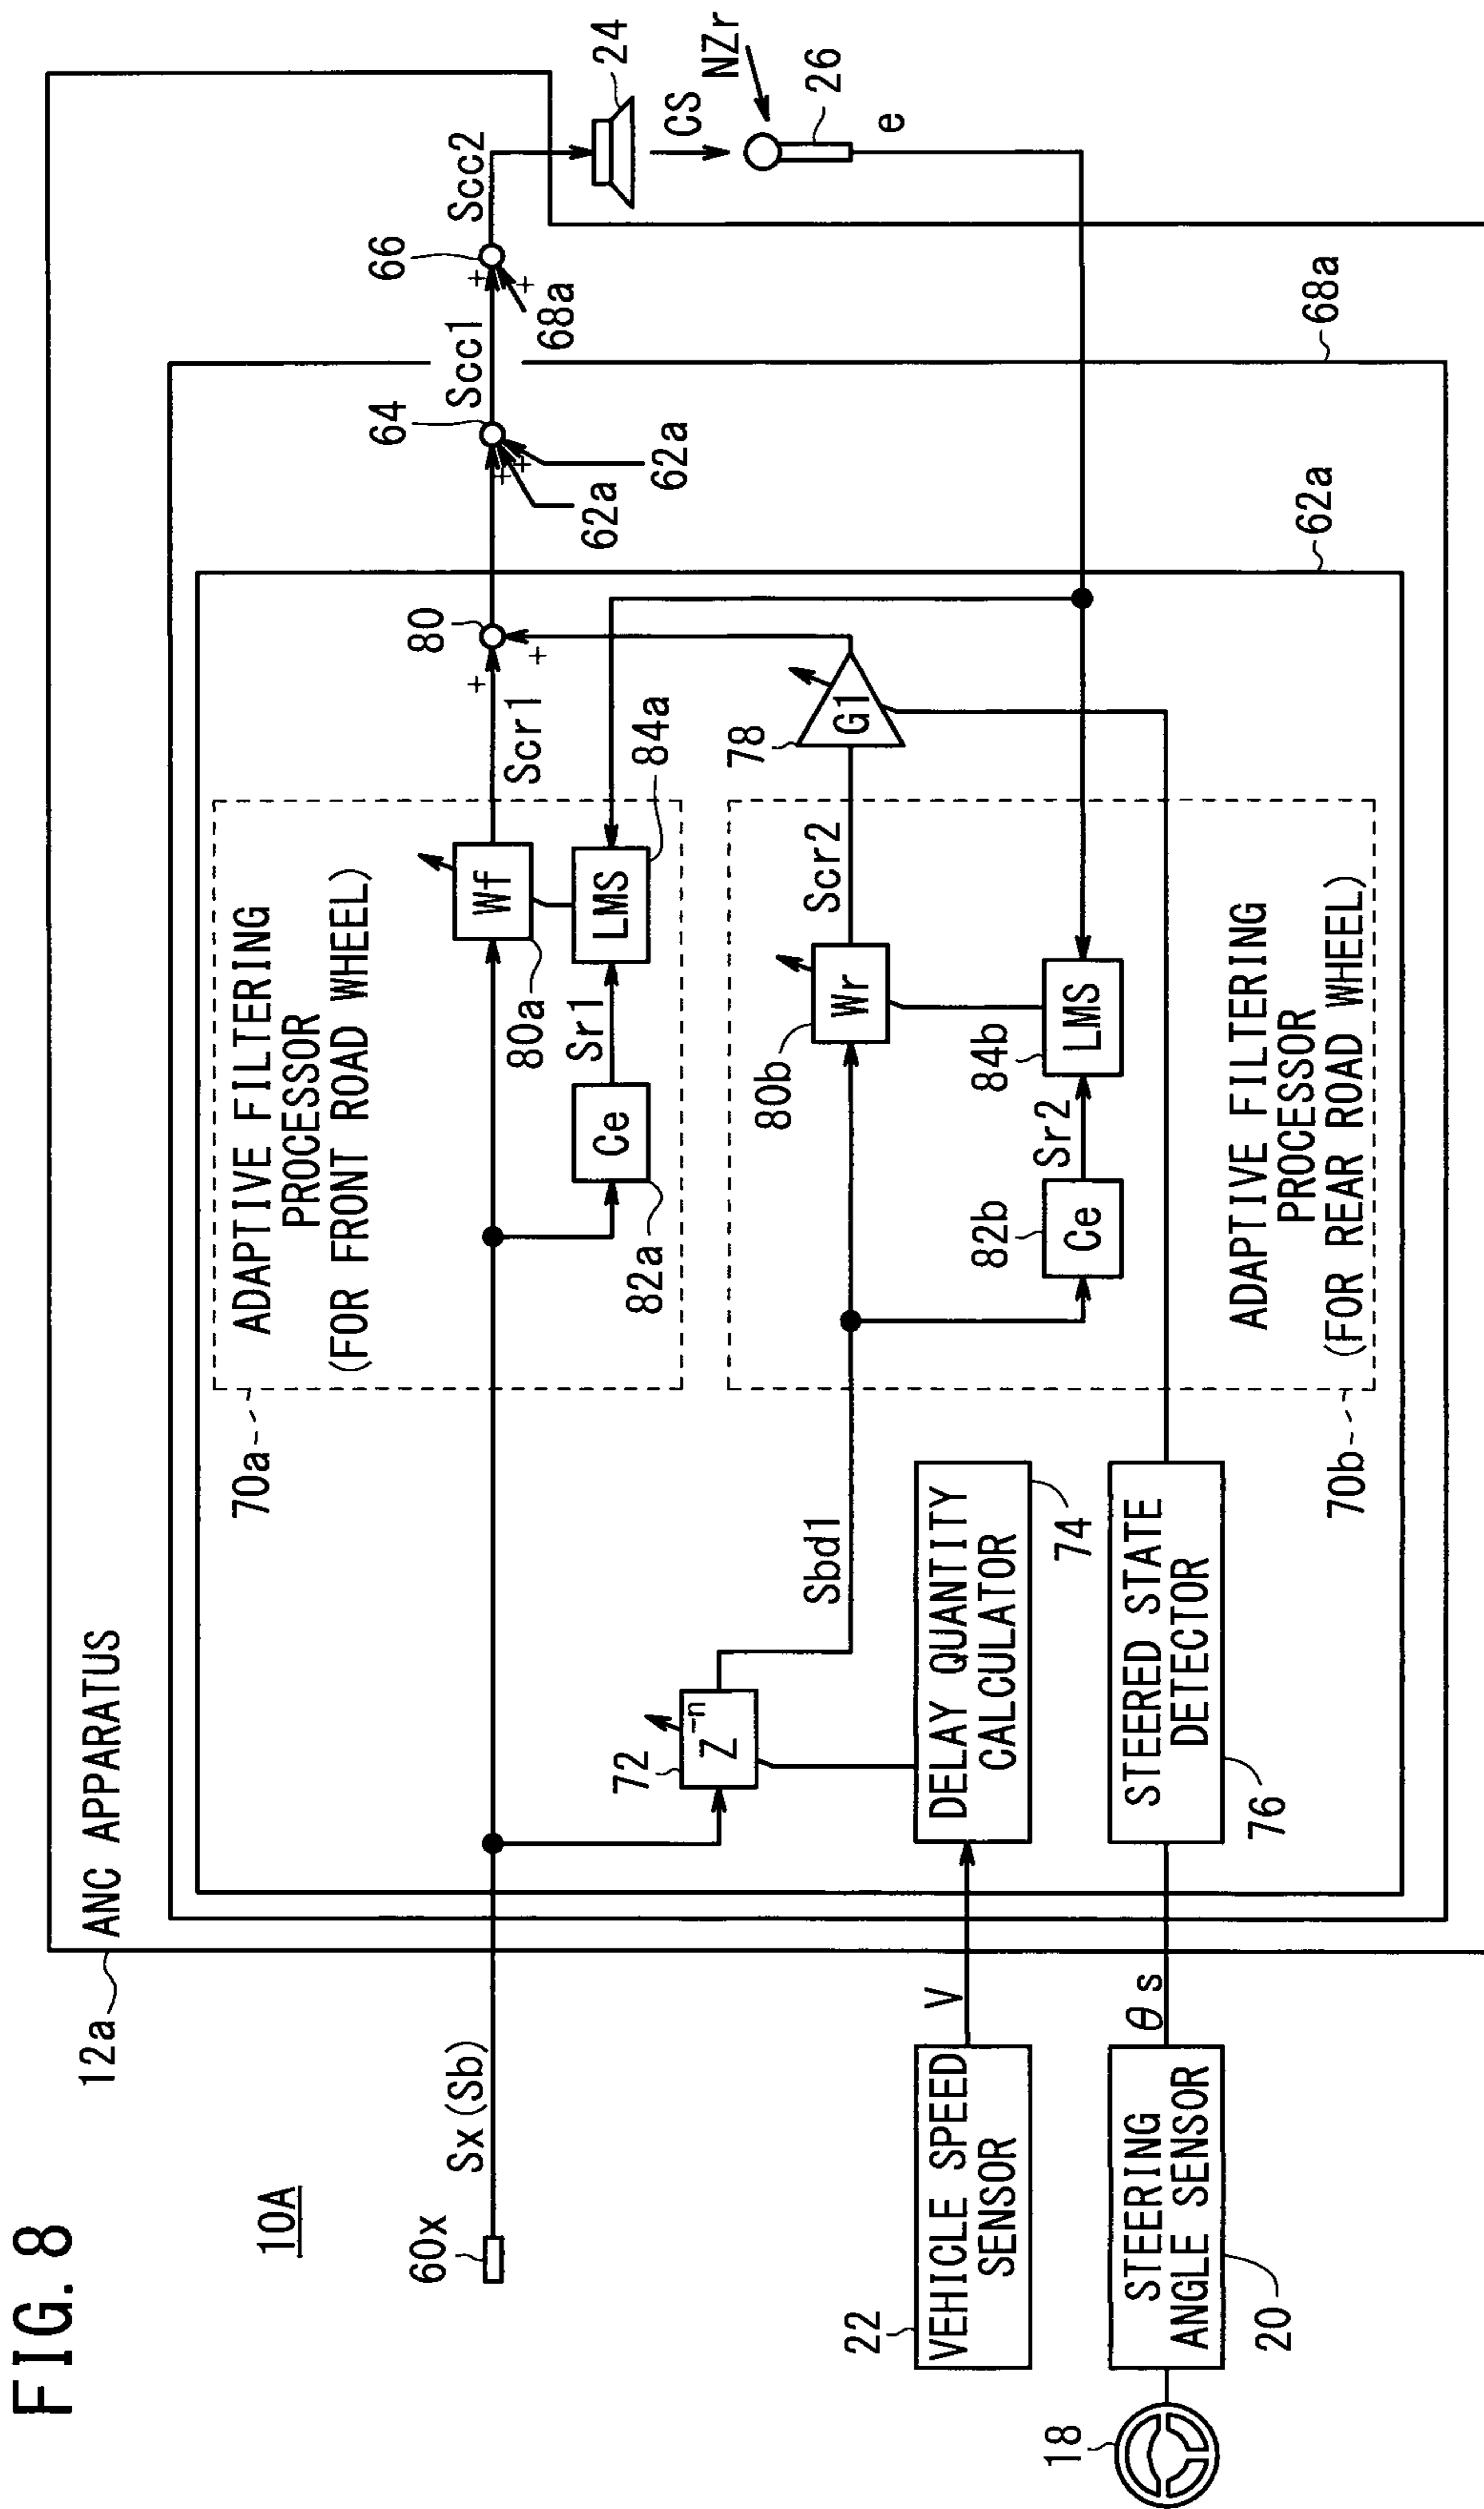 FIG. 8
10A
12a
ANC APPARATUS
60x
Sx(Sb)
70a
ADAPTIVE FILTERING
PROCESSOR
(FOR FRONT ROAD WHEEL)
Wf
80a
Scr1
Ce
82a
Sr1
LMS
84a
80
+
+
64
62a
62a
+
+
Scc1
66
68a
+
+
Scc2
24
CS
NZr
26
e
72
Z-n
Sbd1
80b
Wr
Scr2
78
G1
82b
Ce
Sr2
84b
LMS
ADAPTIVE FILTERING
PROCESSOR
(FOR REAR ROAD WHEEL)
70b
62a
68a
22
VEHICLE SPEED
SENSOR
V
DELAY QUANTITY
CALCULATOR
74
18
STEERING
ANGLE SENSOR
20
θs
STEERED STATE
DETECTOR
76